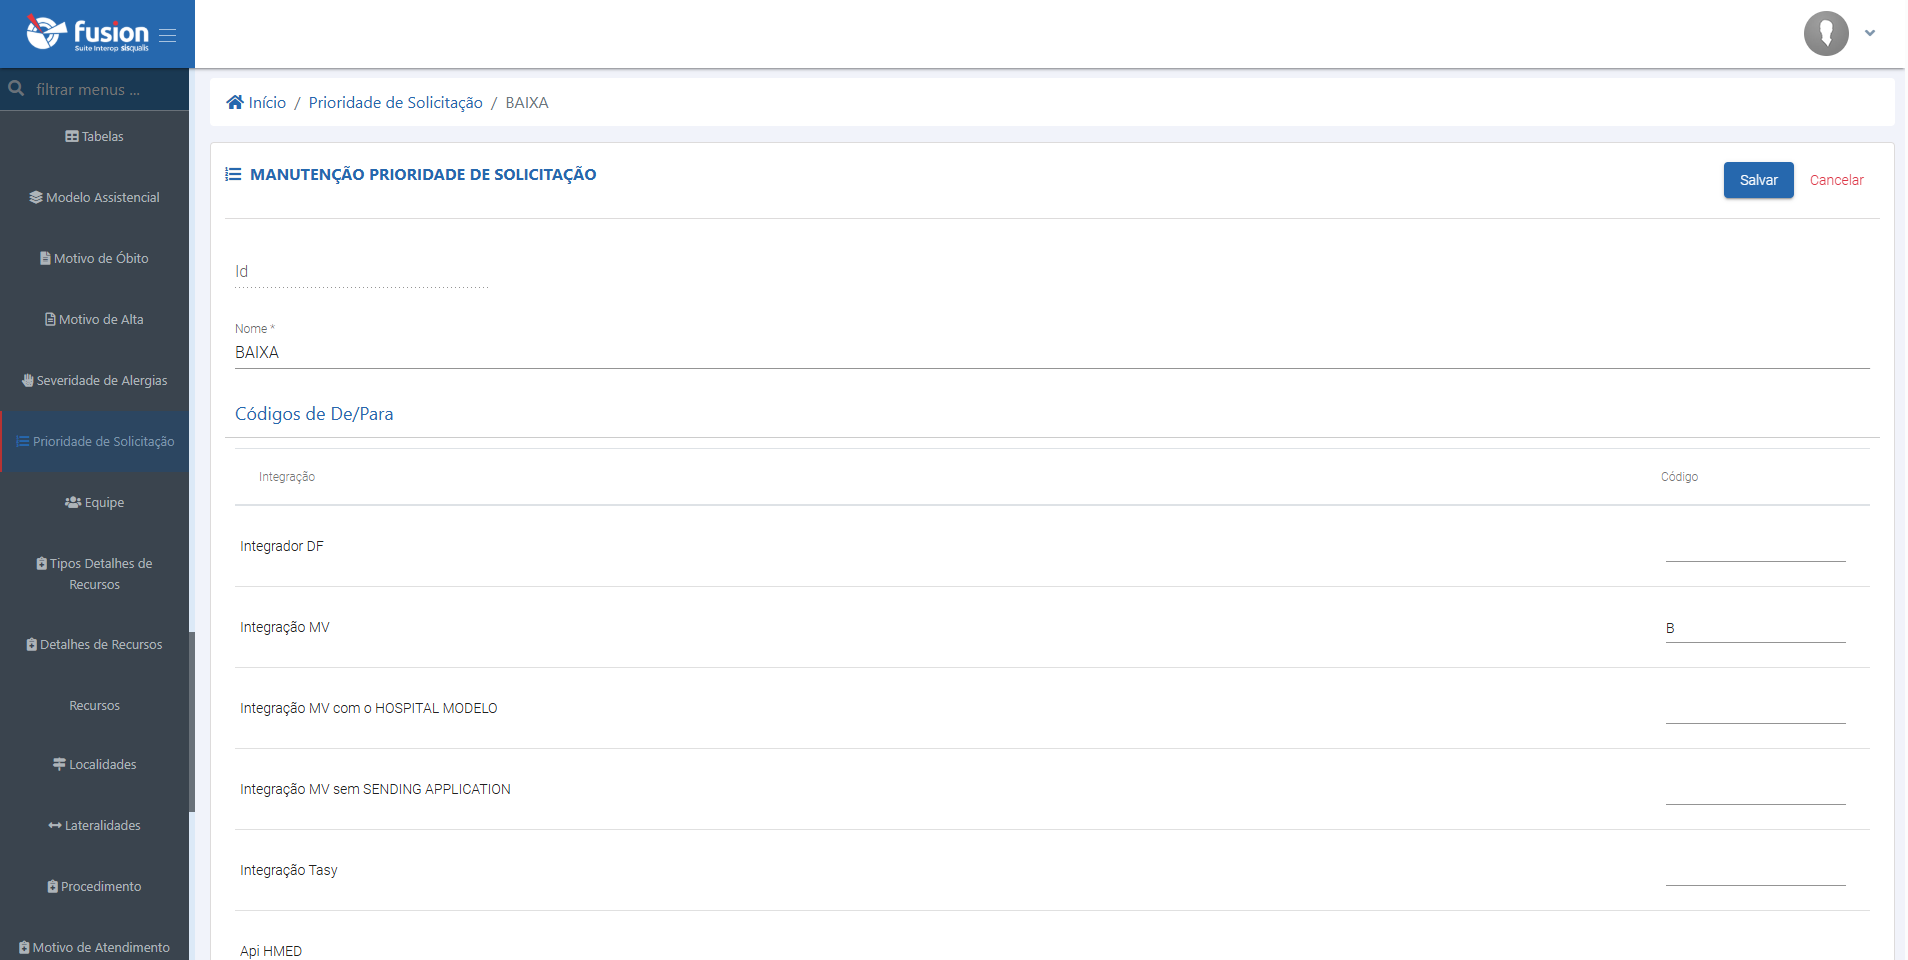 fusion
Suite Interop sisqualis
filtrar menus ...
Tabelas
Modelo Assistencial
Motivo de Óbito
Motivo de Alta
Severidade de Alergias
Prioridade de Solicitação
Equipe
Tipos Detalhes de
Recursos
Detalhes de Recursos
Recursos
Localidades
Lateralidades
Procedimento
Motivo de Atendimento
Início / Prioridade de Solicitação / BAIXA
MANUTENÇÃO PRIORIDADE DE SOLICITAÇÃO
Salvar Cancelar
Id
Nome *
BAIXA
Códigos de De/Para
Integração Código
Integrador DF
Integração MV B
Integração MV com o HOSPITAL MODELO
Integração MV sem SENDING APPLICATION
Integração Tasy
Api HMED